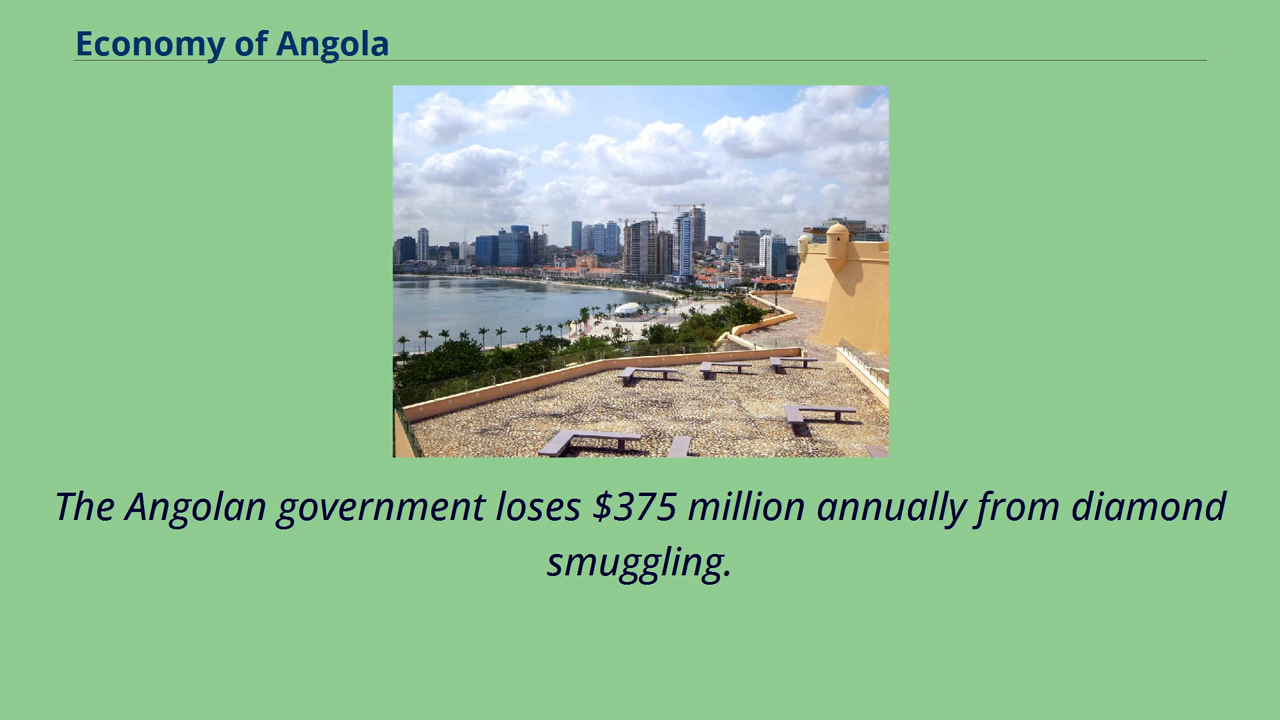 Economy of Angola
The Angolan government loses $375 million annually from diamond
smuggling.